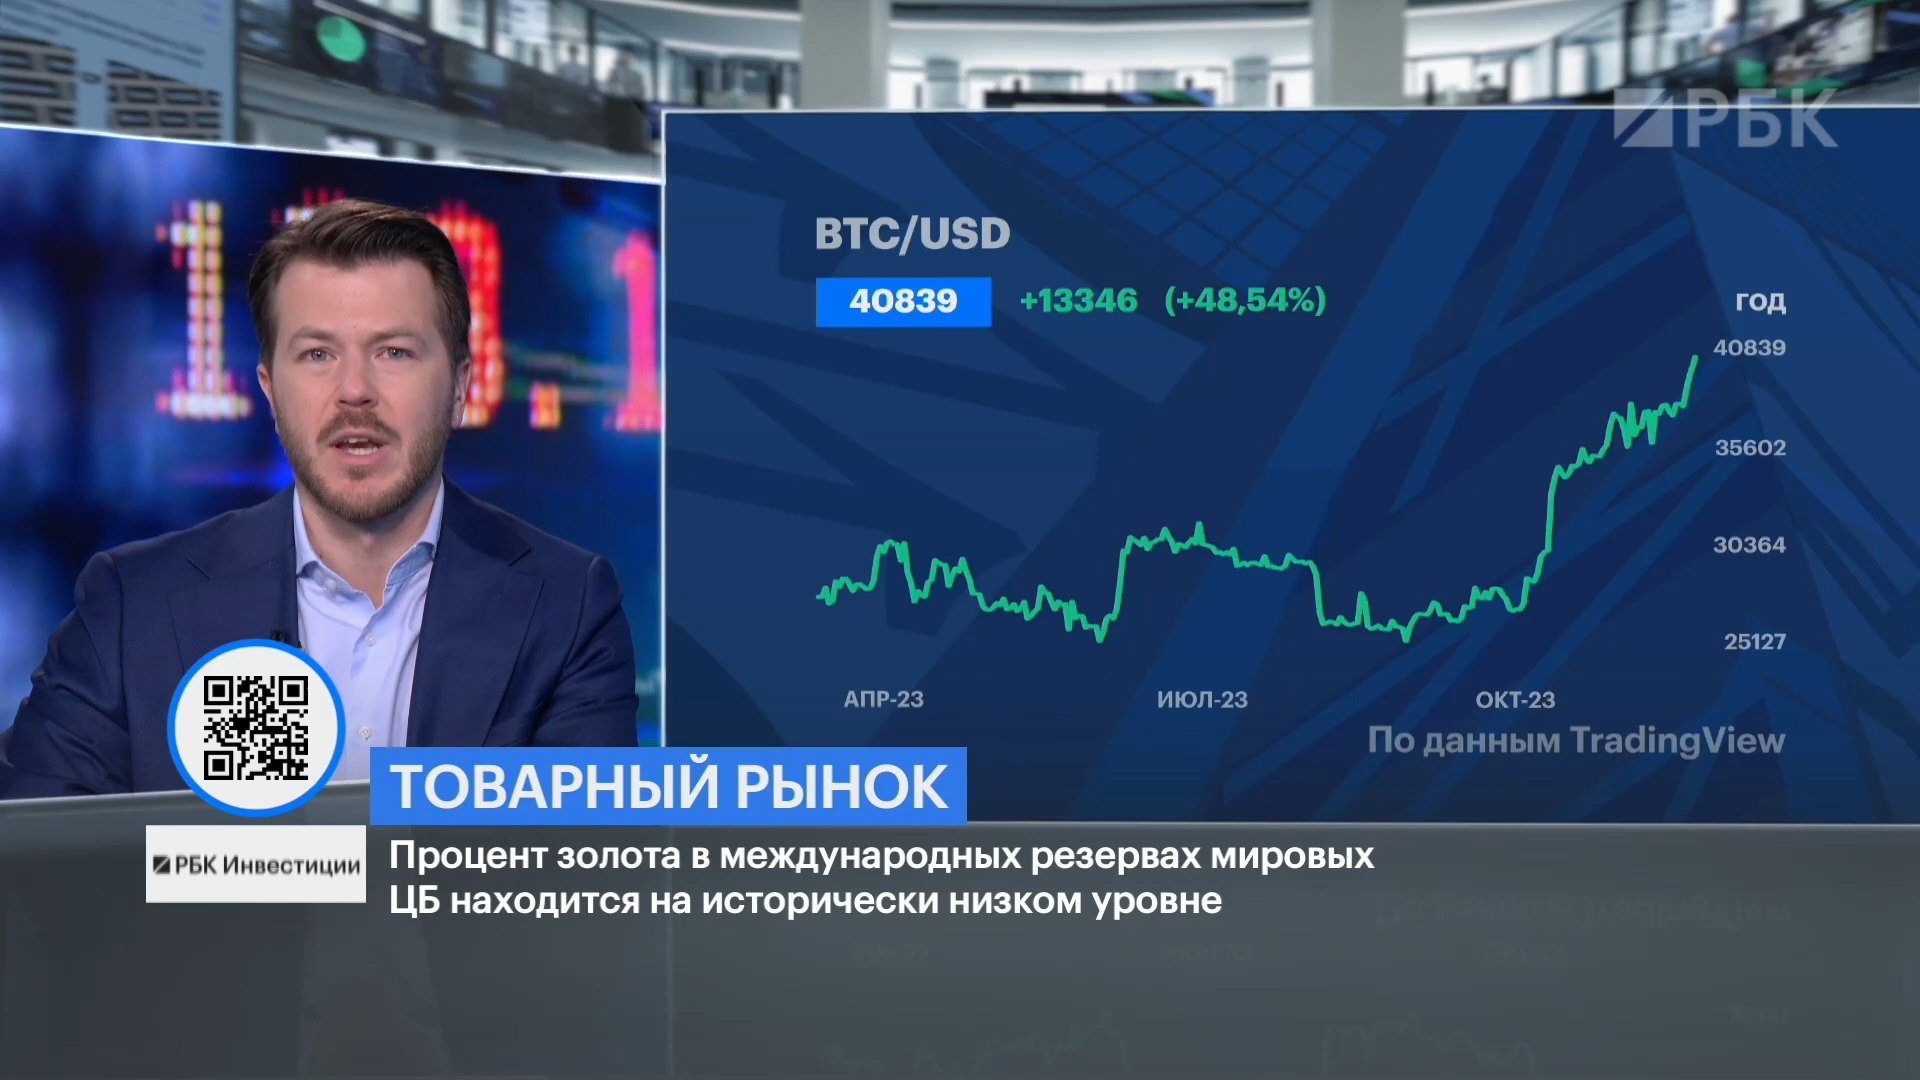 РБК
BTC/USD
40839 +13346 (+48,54%)
ГОД
40839
35602
30364
25127
АПР-23 ИЮЛ-23 ОКТ-23
По данным TradingView
ТОВАРНЫЙ РЫНОК
РБК Инвестиции
Процент золота в международных резервах мировых
ЦБ находится на исторически низком уровне